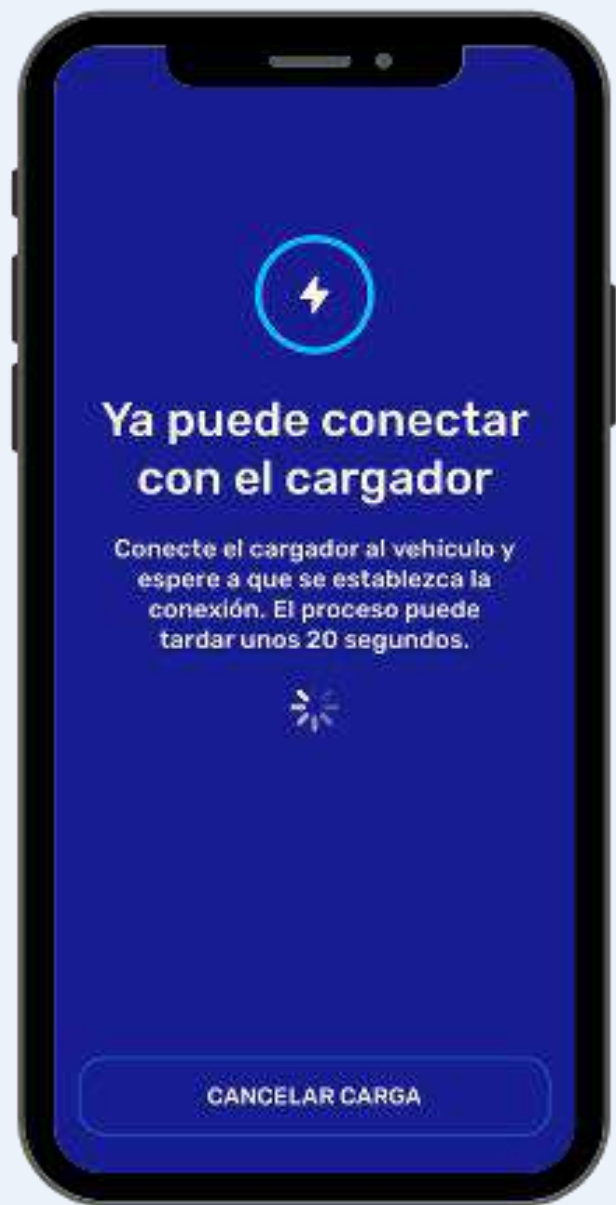 Ya puede conectar
con el cargador
Conecte el cargador al vehículo y
espere a que se establezca la
conexión. El proceso puede
tardar unos 20 segundos.
CANCELAR CARGA